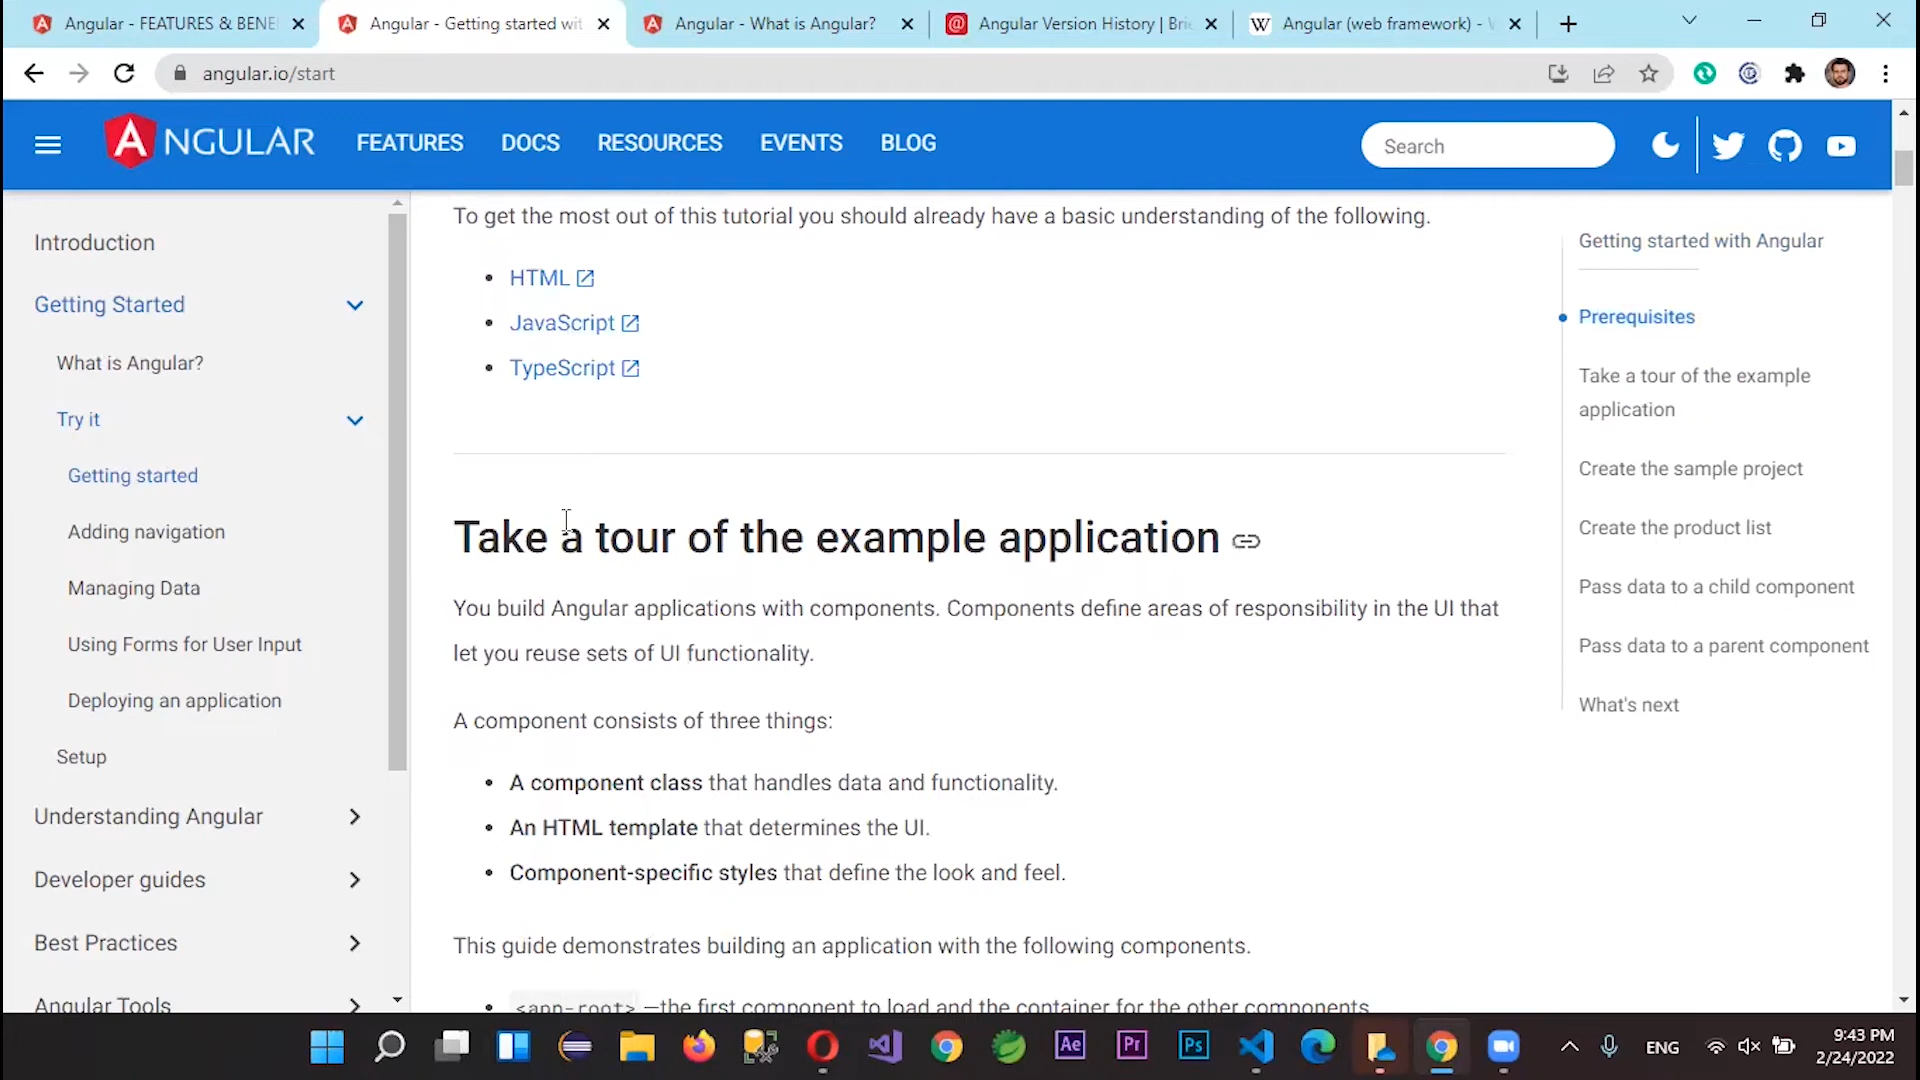 Angular - FEATURES & BENE
Angular - Getting started wit
Angular - What is Angular?
Angular Version History | Brie
Angular (web framework) -
angular.io/start
ANGULAR
FEATURES
DOCS
RESOURCES
EVENTS
BLOG
Search
Introduction
Getting Started
What is Angular?
Try it
Getting started
Adding navigation
Managing Data
Using Forms for User Input
Deploying an application
Setup
Understanding Angular
Developer guides
Best Practices
Angular Tools
To get the most out of this tutorial you should already have a basic understanding of the following.
• HTML
• JavaScript
• TypeScript
Take a tour of the example application
You build Angular applications with components. Components define areas of responsibility in the UI that
let you reuse sets of UI functionality.
A component consists of three things:
• A component class that handles data and functionality.
• An HTML template that determines the UI.
• Component-specific styles that define the look and feel.
This guide demonstrates building an application with the following components.
• <app-root> —the first component to load and the container for the other components
Getting started with Angular
Prerequisites
Take a tour of the example
application
Create the sample project
Create the product list
Pass data to a child component
Pass data to a parent component
What's next
Ae
Pr
Ps
ENG
9:43 PM
2/24/2022